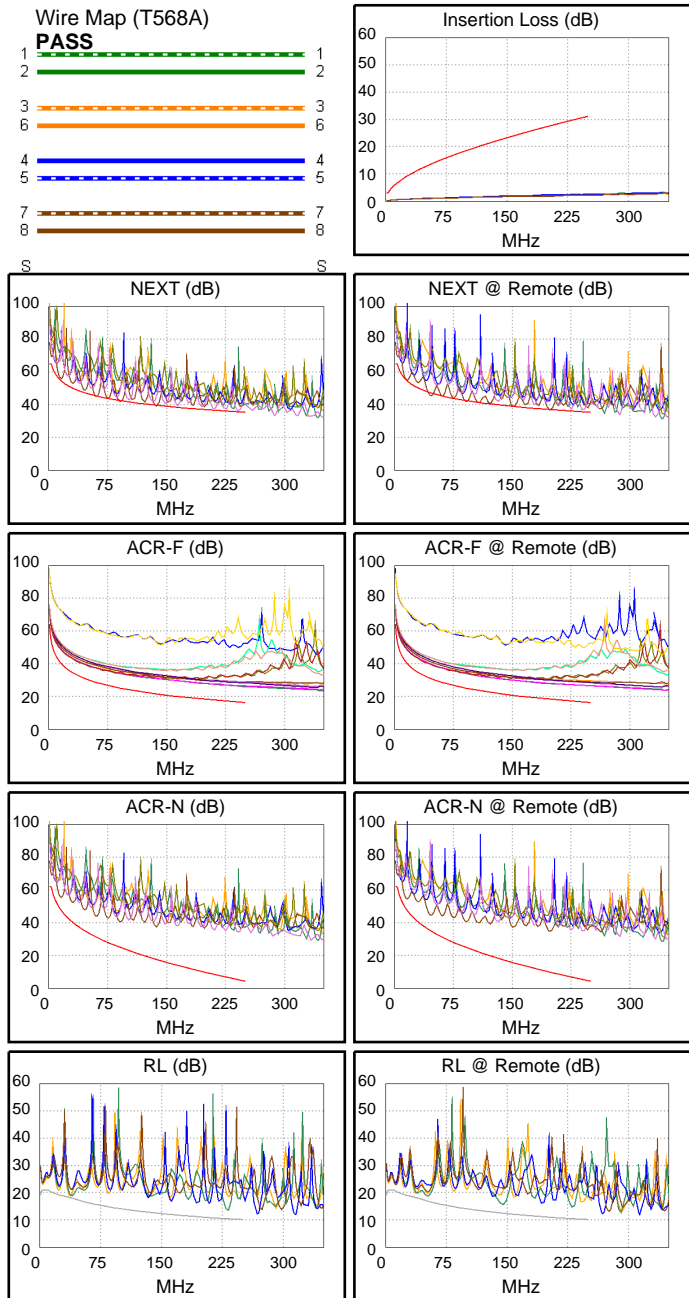 Wire Map (T568A)
PASS
1 1
2 2
3 3
6 6
4 4
5 5
7 7
8 8
S S
Insertion Loss (dB)
60
50
40
30
20
10
0
0 75 150 225 300
MHz
NEXT (dB)
100
80
60
40
20
0
0 75 150 225 300
MHz
NEXT @ Remote (dB)
100
80
60
40
20
0
0 75 150 225 300
MHz
ACR-F (dB)
100
80
60
40
20
0
0 75 150 225 300
MHz
ACR-F @ Remote (dB)
100
80
60
40
20
0
0 75 150 225 300
MHz
ACR-N (dB)
100
80
60
40
20
0
0 75 150 225 300
MHz
ACR-N @ Remote (dB)
100
80
60
40
20
0
0 75 150 225 300
MHz
RL (dB)
60
50
40
30
20
10
0
0 75 150 225 300
MHz
RL @ Remote (dB)
60
50
40
30
20
10
0
0 75 150 225 300
MHz